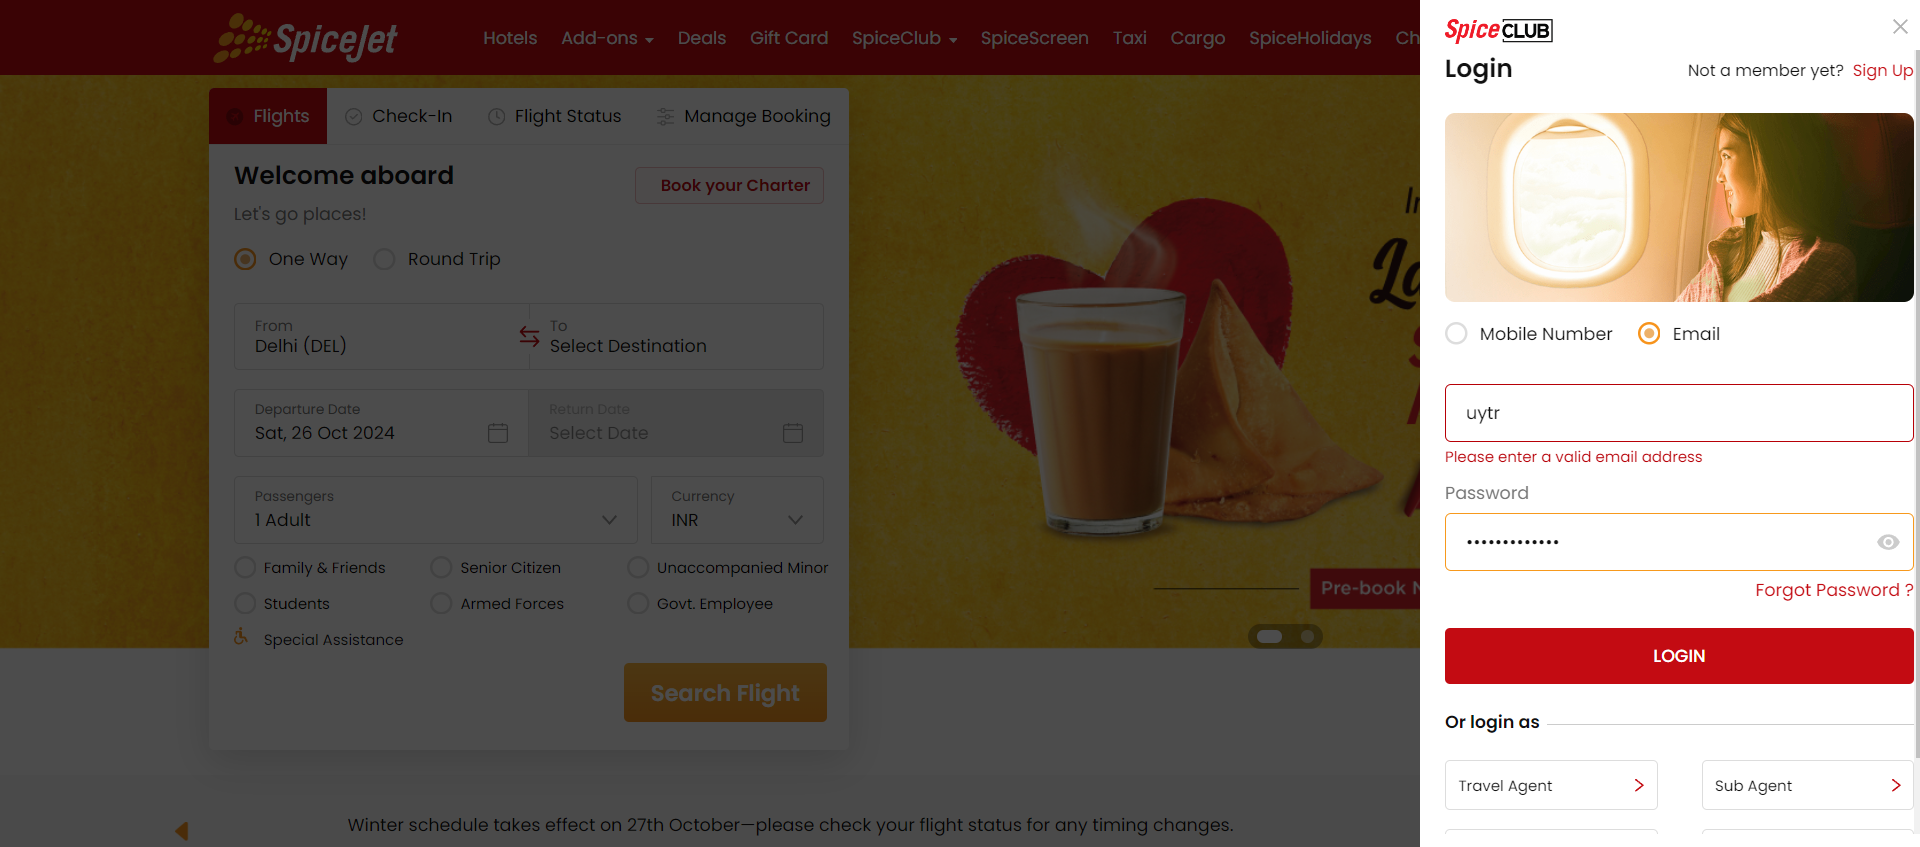 SpiceJet
Hotels Add-ons Deals Gift Card SpiceClub SpiceScreen Taxi Cargo SpiceHolidays Ch
Flights Check-In Flight Status Manage Booking
Welcome aboard
Book your Charter
Let's go places!
One Way Round Trip
From
Delhi (DEL)
To
Select Destination
Departure Date
Sat, 26 Oct 2024
Return Date
Select Date
Passengers
1 Adult
Currency
INR
Family & Friends Senior Citizen Unaccompanied Minor
Students Armed Forces Govt. Employee
Special Assistance
Search Flight
Pre-book N
Winter schedule takes effect on 27th October—please check your flight status for any timing changes.
SpiceCLUB
Login
Not a member yet? Sign Up
Mobile Number Email
uytr
Please enter a valid email address
Password
•••••••••••••
Forgot Password ?
LOGIN
Or login as
Travel Agent
Sub Agent